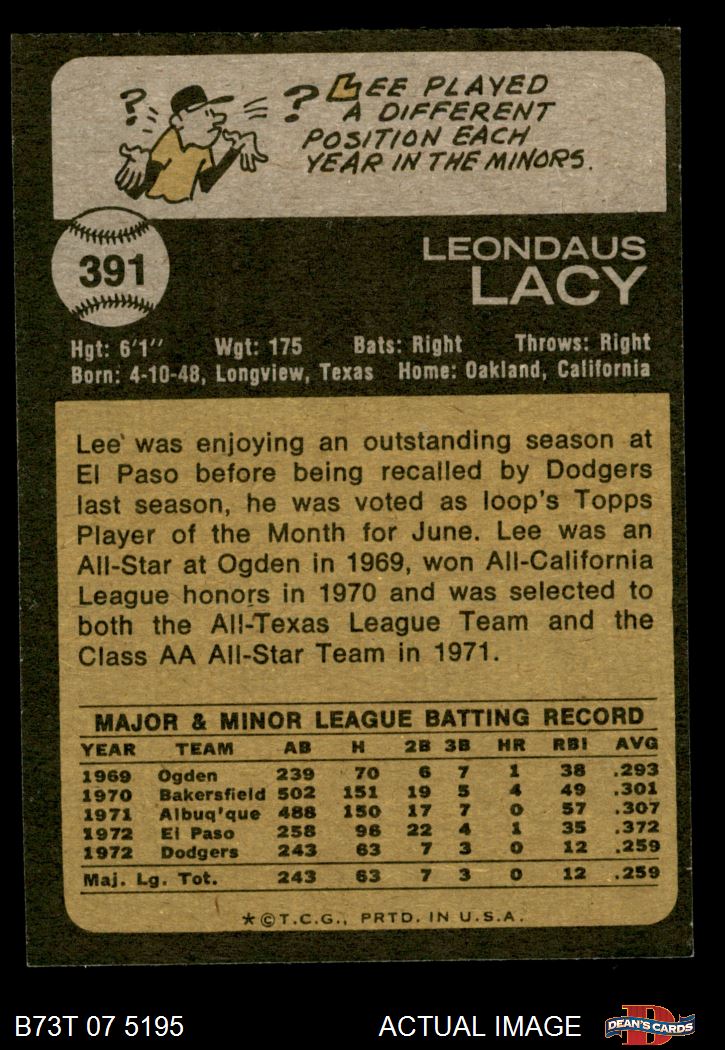 ? ? LEE PLAYED
A DIFFERENT
POSITION EACH
YEAR IN THE MINORS.
391
LEONDAUS
LACY
Hgt: 6'1" Wgt: 175 Bats: Right Throws: Right
Born: 4-10-48, Longview, Texas Home: Oakland, California
Lee was enjoying an outstanding season at
El Paso before being recalled by Dodgers
last season, he was voted as loop's Topps
Player of the Month for June. Lee was an
All-Star at Ogden in 1969, won All-California
League honors in 1970 and was selected to
both the All-Texas League Team and the
Class AA All-Star Team in 1971.
MAJOR & MINOR LEAGUE BATTING RECORD
YEAR TEAM AB H 2B 3B HR RBI AVG
1969 Ogden 239 70 6 7 1 38 .293
1970 Bakersfield 502 151 19 5 4 49 .301
1971 Albuq'que 488 150 17 7 0 57 .307
1972 El Paso 258 96 22 4 1 35 .372
1972 Dodgers 243 63 7 3 0 12 .259
Maj. Lg. Tot. 243 63 7 3 0 12 .259
*©T.C.G., PRTD. IN U.S.A.
B73T 07 5195 ACTUAL IMAGE D DEAN'S CARDS